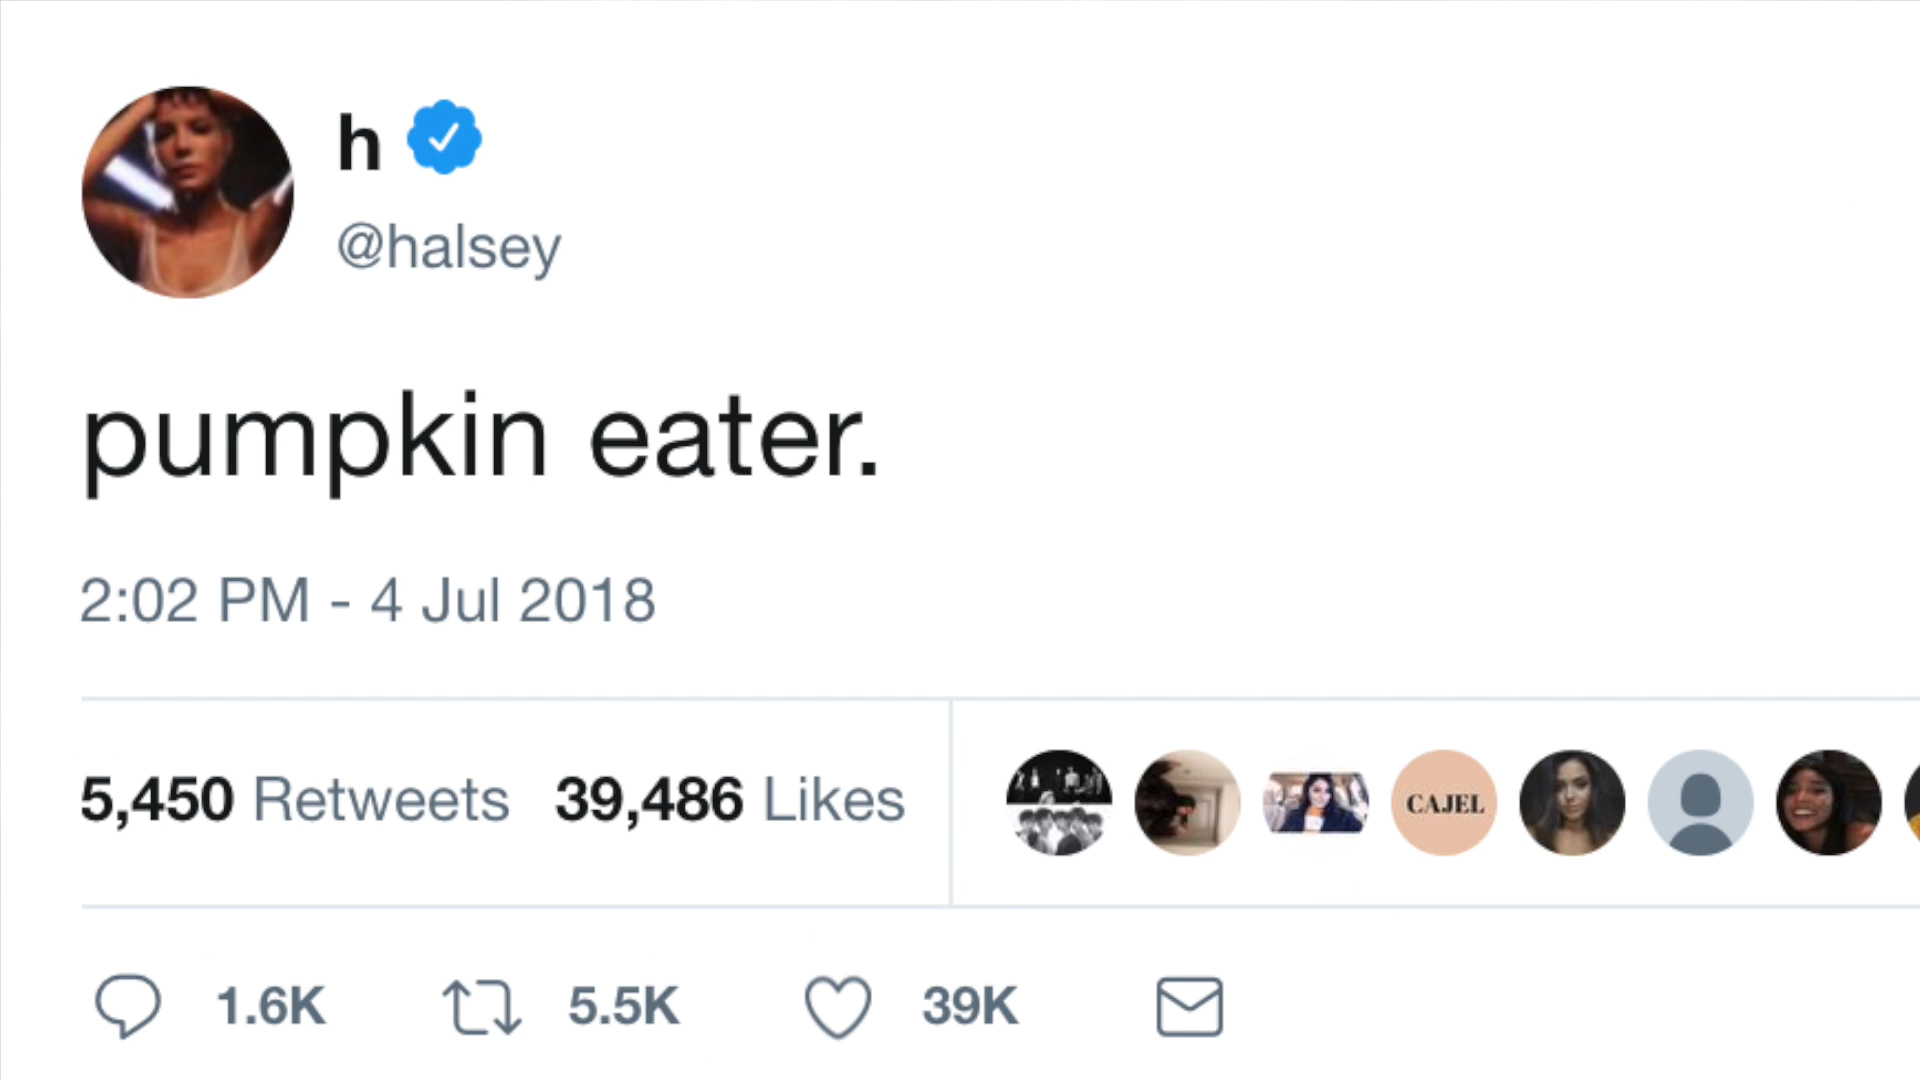 h
@halsey
pumpkin eater.
2:02 PM - 4 Jul 2018
5,450 Retweets 39,486 Likes
CAJEL
1.6K 5.5K 39K